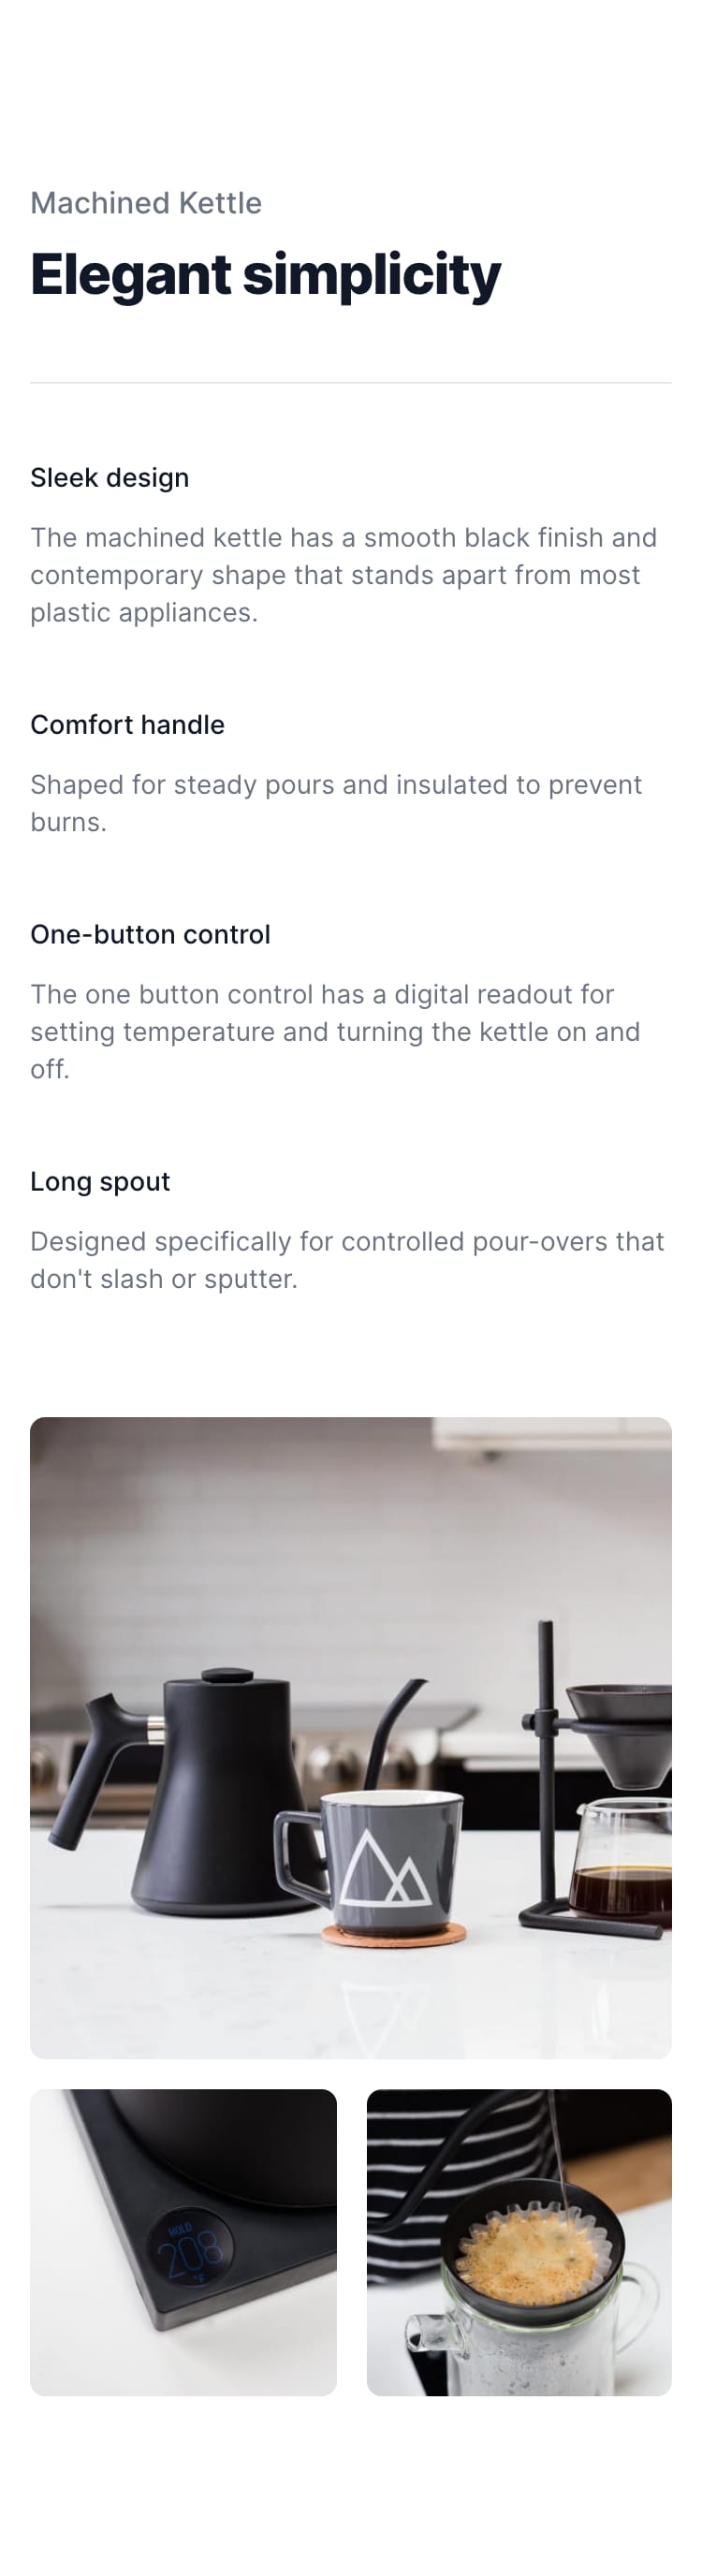 Machined Kettle
Elegant simplicity
Sleek design
The machined kettle has a smooth black finish and
contemporary shape that stands apart from most
plastic appliances.
Comfort handle
Shaped for steady pours and insulated to prevent
burns.
One-button control
The one button control has a digital readout for
setting temperature and turning the kettle on and
off.
Long spout
Designed specifically for controlled pour-overs that
don't slash or sputter.
HOLD
208
°F